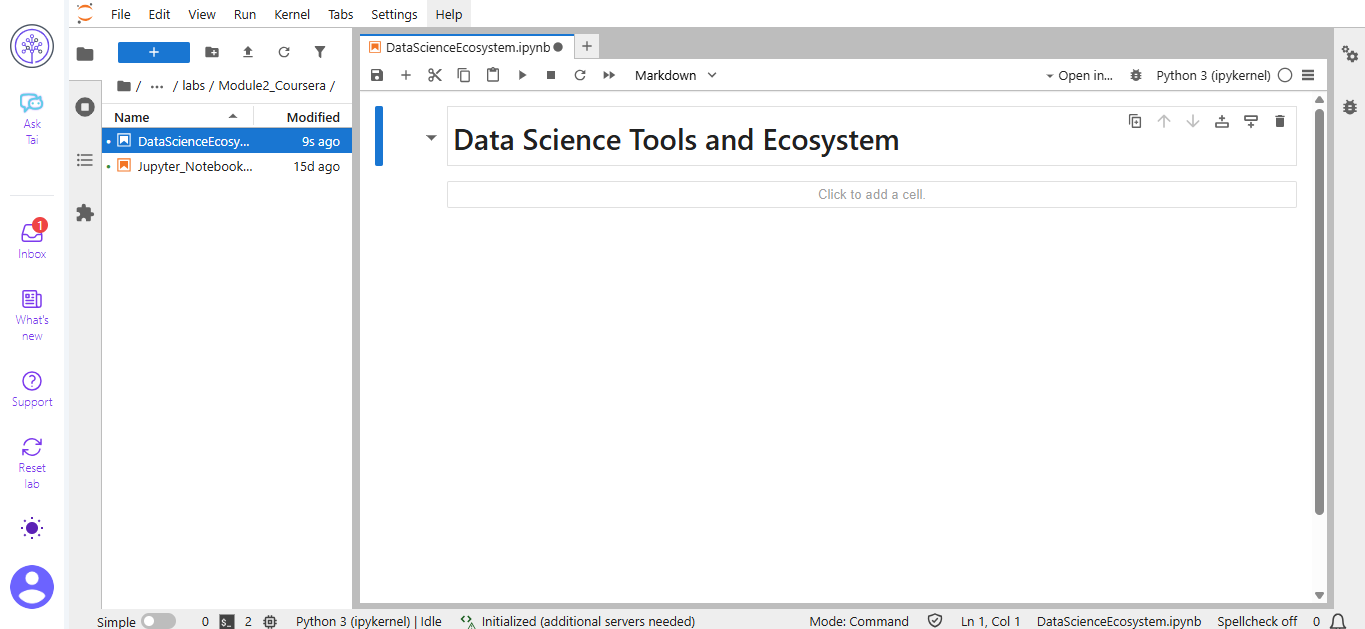 File Edit View Run Kernel Tabs Settings Help
Ask
Tai
1
Inbox
What's
new
Support
Reset
lab
+
/ ... / labs / Module2_Coursera /
Name Modified
DataScienceEcosy... 9s ago
Jupyter_Notebook... 15d ago
DataScienceEcosystem.ipynb
+
+ Markdown Open in... Python 3 (ipykernel)
Data Science Tools and Ecosystem
Click to add a cell.
Simple 0 $_ 2 Python 3 (ipykernel) | Idle Initialized (additional servers needed) Mode: Command Ln 1, Col 1 DataScienceEcosystem.ipynb Spellcheck off 0